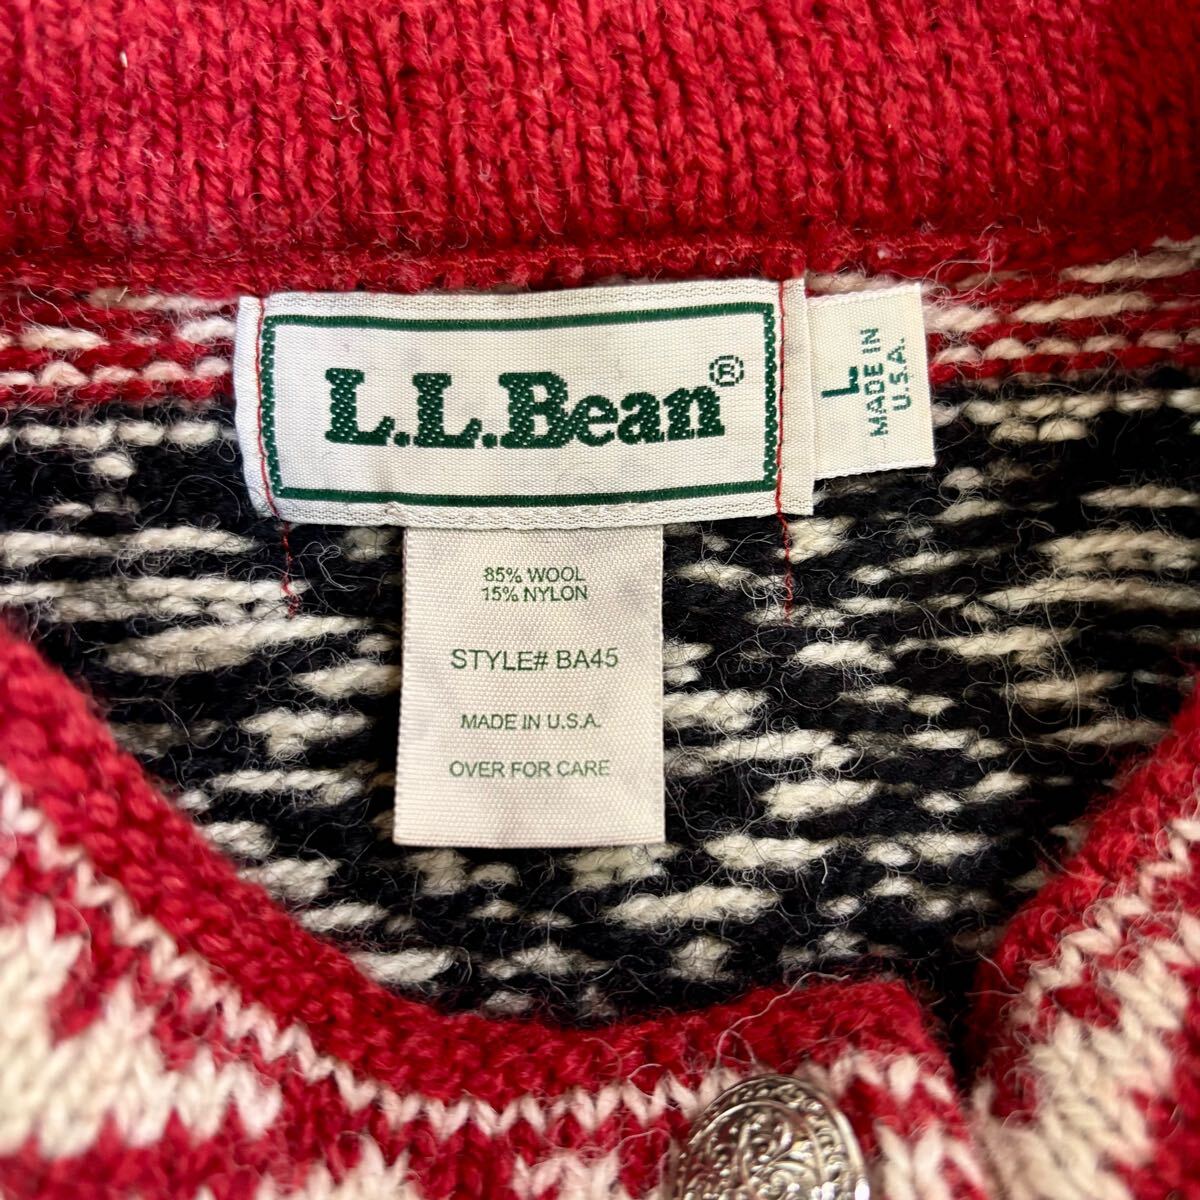 L.L.Bean®
L
MADE IN
U.S.A.
85% WOOL
15% NYLON
STYLE# BA45
MADE IN U.S.A.
OVER FOR CARE